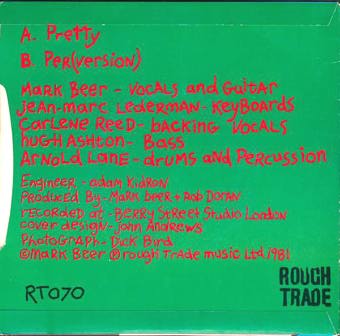 A. Pretty
B. Per(version)
Mark Beer - vocals and Guitar
Jean-Marc Lederman - Keyboards
Carlene Reed - backing vocals
hugh Ashton - Bass
Arnold Lane - drums and Percussion
Engineer - adam Kidron
Produced By - Mark beer + Rob Doran
recorded at - Berry Street Studio London
cover design - John Andrews
Photograph - Dick Bird
© Mark Beer ℗ rough Trade music Ltd 1981
ROUGH
TRADE
RT070